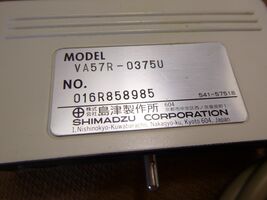 MODEL
VA57R-0375U
NO.
016R858985
541-57518
株式会社 島津製作所 604
SHIMADZU CORPORATION
1, Nishinokyo-Kuwabaracho, Nakagyo-ku, Kyoto 604, Japan